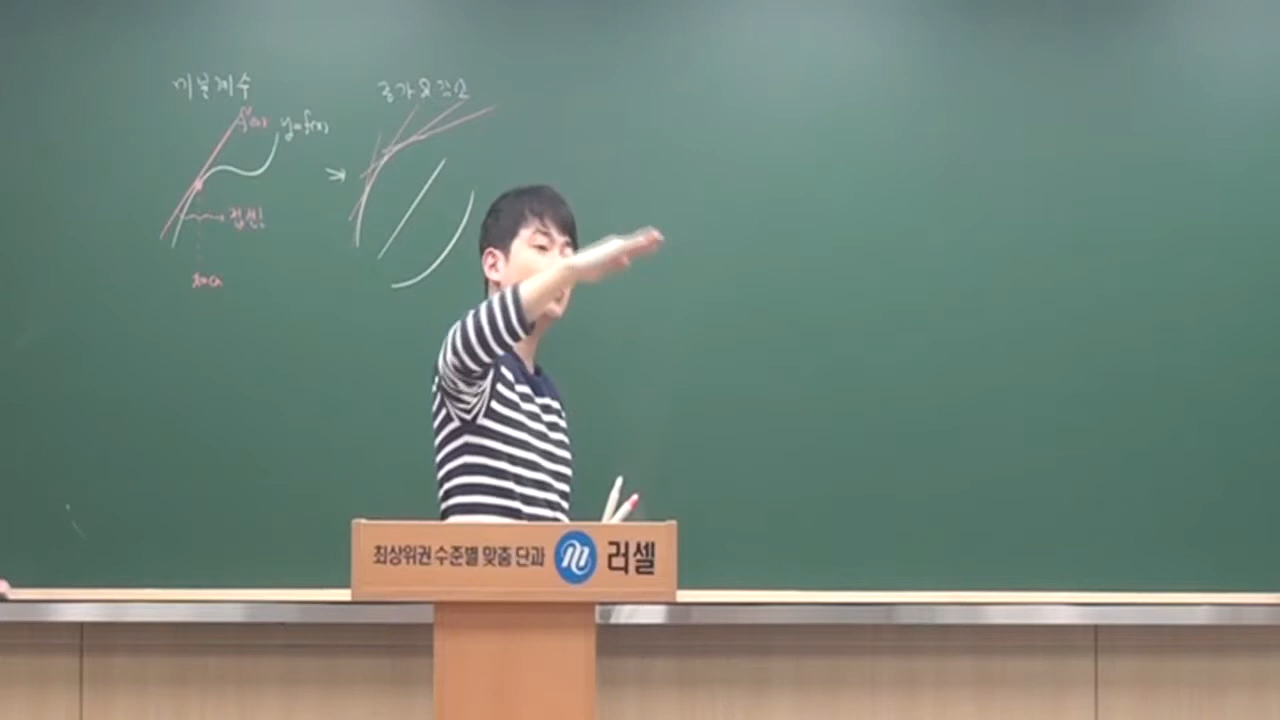 미분계수
f'(a)
y=f(x)
접선!
x=a
증가 & 감소
최상위권 수준별 맞춤 단과 러셀